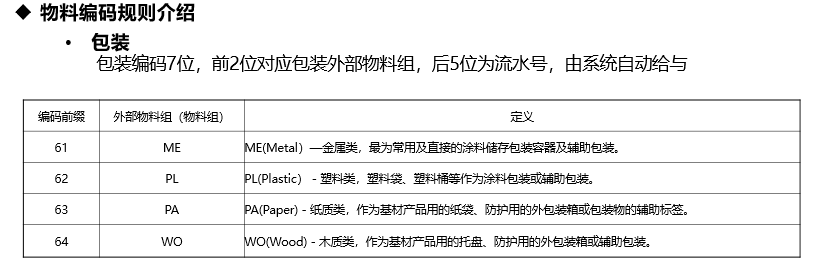 ◆ 物料编码规则介绍
• 包装
包装编码7位，前2位对应包装外部物料组，后5位为流水号，由系统自动给与
编码前缀 外部物料组（物料组） 定义
61 ME ME(Metal）—金属类，最为常用及直接的涂料储存包装容器及辅助包装。
62 PL PL(Plastic） - 塑料类，塑料袋、塑料桶等作为涂料包装或辅助包装。
63 PA PA(Paper) - 纸质类，作为基材产品用的纸袋、防护用的外包装箱或包装物的辅助标签。
64 WO WO(Wood) - 木质类，作为基材产品用的托盘、防护用的外包装箱或辅助包装。